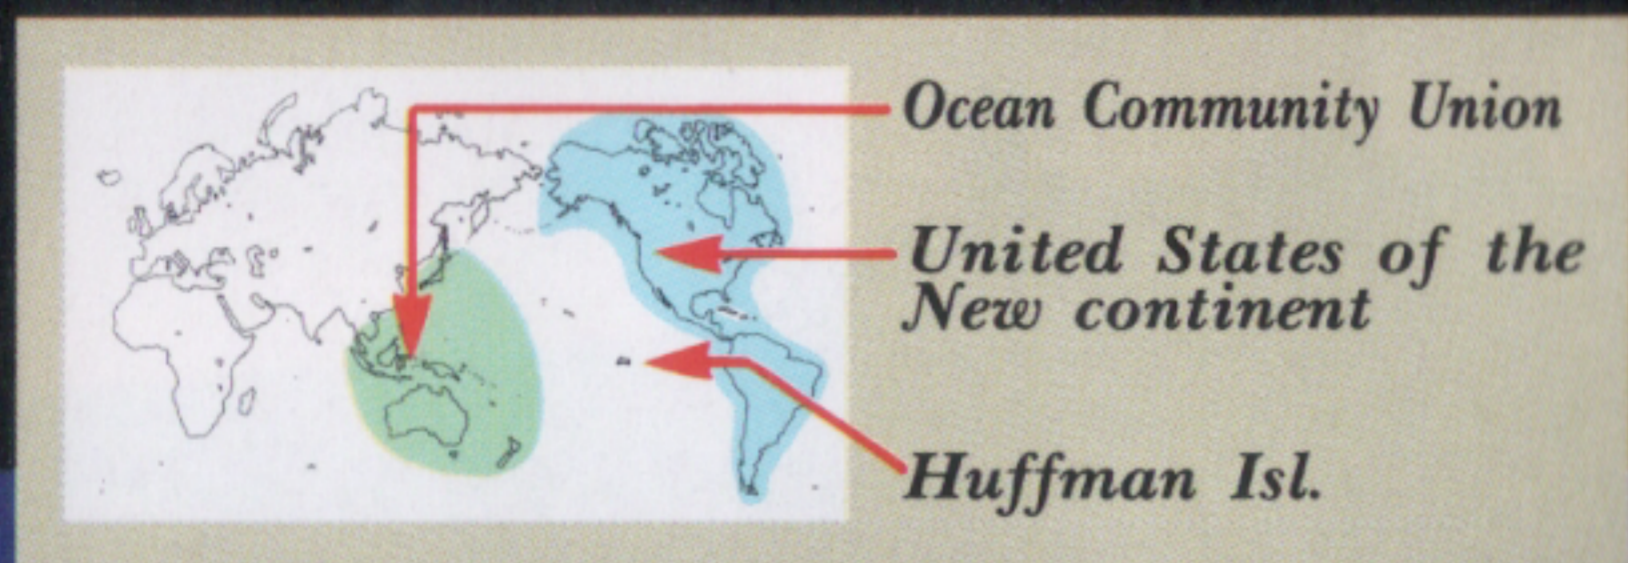 Ocean Community Union
United States of the
New continent
Huffman Isl.